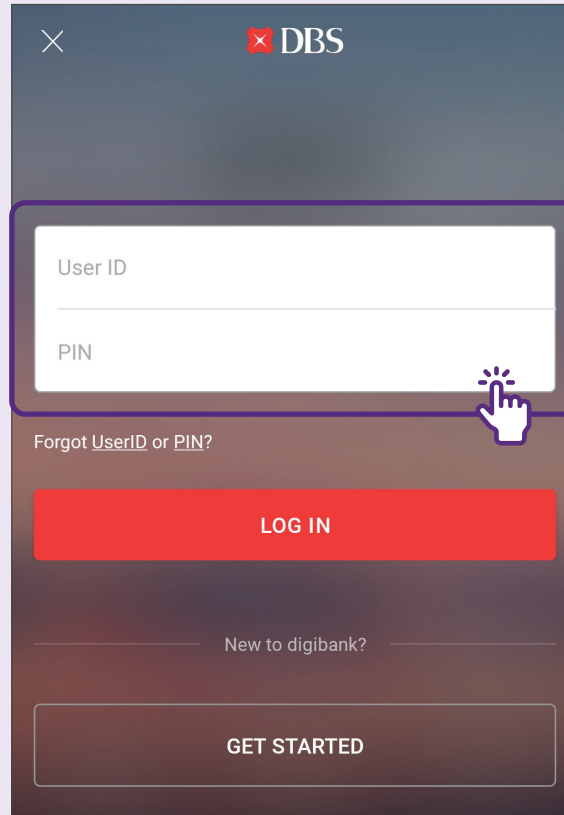 DBS
User ID
PIN
Forgot UserID or PIN?
LOG IN
New to digibank?
GET STARTED